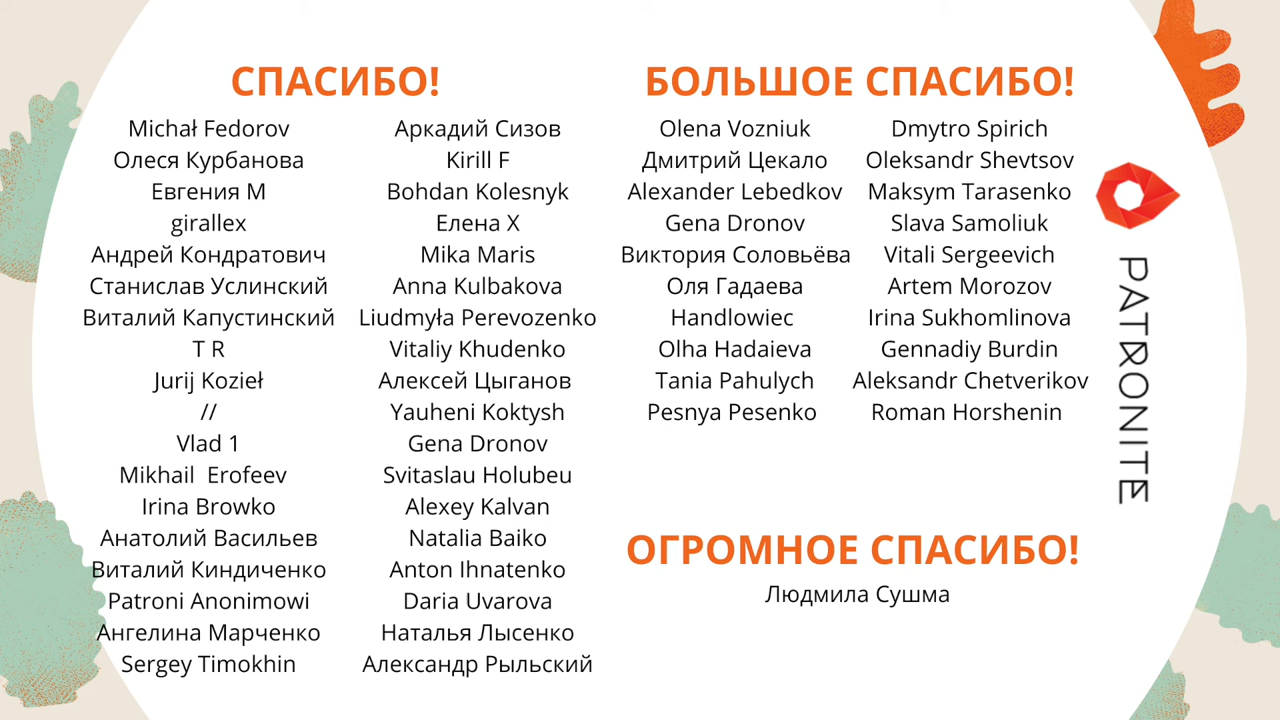 СПАСИБО!
Michał Fedorov
Олеся Курбанова
Евгения М
girallex
Андрей Кондратович
Станислав Услинский
Виталий Капустинский
T R
Jurij Kozieł
//
Vlad 1
Mikhail  Erofeev
Irina Browko
Анатолий Васильев
Виталий Киндиченко
Patroni Anonimowi
Ангелина Марченко
Sergey Timokhin
Аркадий Сизов
Kirill F
Bohdan Kolesnyk
Елена Х
Mika Maris
Anna Kulbakova
Liudmyła Perevozenko
Vitaliy Khudenko
Алексей Цыганов
Yauheni Koktysh
Gena Dronov
Svitaslau Holubeu
Alexey Kalvan
Natalia Baiko
Anton Ihnatenko
Daria Uvarova
Наталья Лысенко
Александр Рыльский
БОЛЬШОЕ СПАСИБО!
Olena Vozniuk
Дмитрий Цекало
Alexander Lebedkov
Gena Dronov
Виктория Соловьёва
Оля Гадаева
Handlowiec
Olha Hadaieva
Tania Pahulych
Pesnya Pesenko
Dmytro Spirich
Oleksandr Shevtsov
Maksym Tarasenko
Slava Samoliuk
Vitali Sergeevich
Artem Morozov
Irina Sukhomlinova
Gennadiy Burdin
Aleksandr Chetverikov
Roman Horshenin
ОГРОМНОЕ СПАСИБО!
Людмила Сушма
PATRONITE